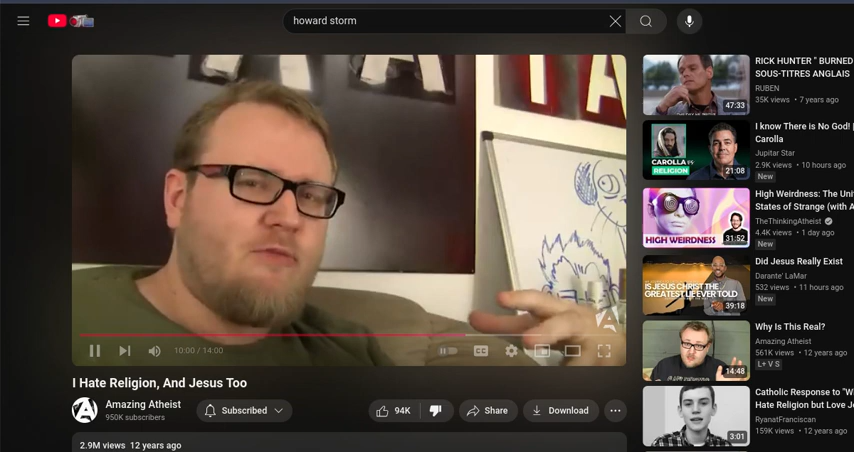 howard storm
10:00 / 14:00
CC
I Hate Religion, And Jesus Too
Amazing Atheist
950K subscribers
Subscribed
94K
Share
Download
2.9M views 12 years ago
47:33
RICK HUNTER " BURNED
SOUS-TITRES ANGLAIS
RUBEN
35K views • 7 years ago
CAROLLA VS
RELIGION
21:08
I know There is No God! |
Carolla
Jupitar Star
2.9K views • 10 hours ago
New
HIGH WEIRDNESS
31:52
High Weirdness: The Uni
States of Strange (with A
TheThinkingAtheist
4.4K views • 1 day ago
New
IS JESUS CHRIST THE
GREATEST LIE EVER TOLD
39:18
Did Jesus Really Exist
Darante' LaMar
532 views • 11 hours ago
New
14:48
Why Is This Real?
Amazing Atheist
561K views • 12 years ago
L+ V S
3:01
Catholic Response to "W
Hate Religion but Love Je
RyanatFranciscan
159K views • 12 years ago